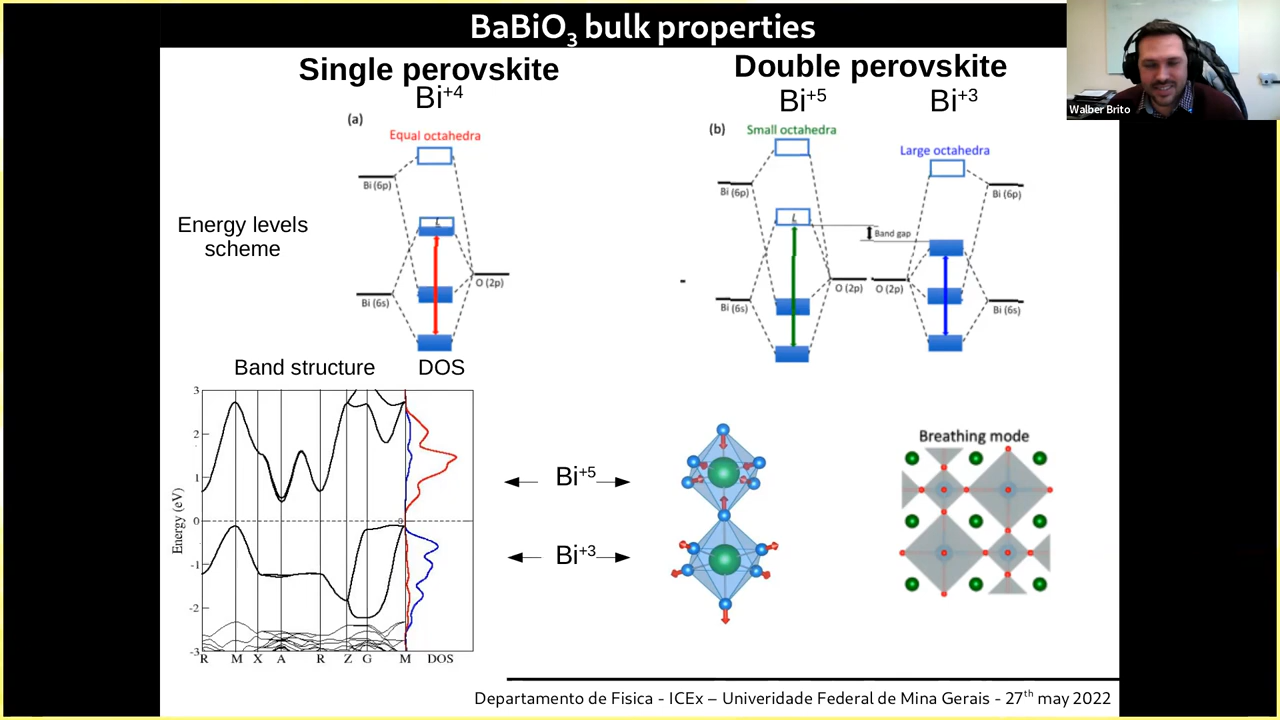 BaBiO3 bulk properties
Walber Brito
Single perovskite
Bi+4
Double perovskite
Bi+5
Bi+3
(a)
Equal octahedra
Bi (6p)
L
O (2p)
Bi (6s)
(b)
Small octahedra
Large octahedra
Bi (6p)
Bi (6p)
L
Band gap
O (2p)
O (2p)
Bi (6s)
Bi (6s)
-
Energy levels
scheme
Band structure
DOS
Energy (eV)
3
2
1
0
-1
-2
-3
0
R M X A R Z G M DOS
Bi+5
Bi+3
Breathing mode
Departamento de Fisica - ICEx – Univeridade Federal de Mina Gerais - 27th may 2022